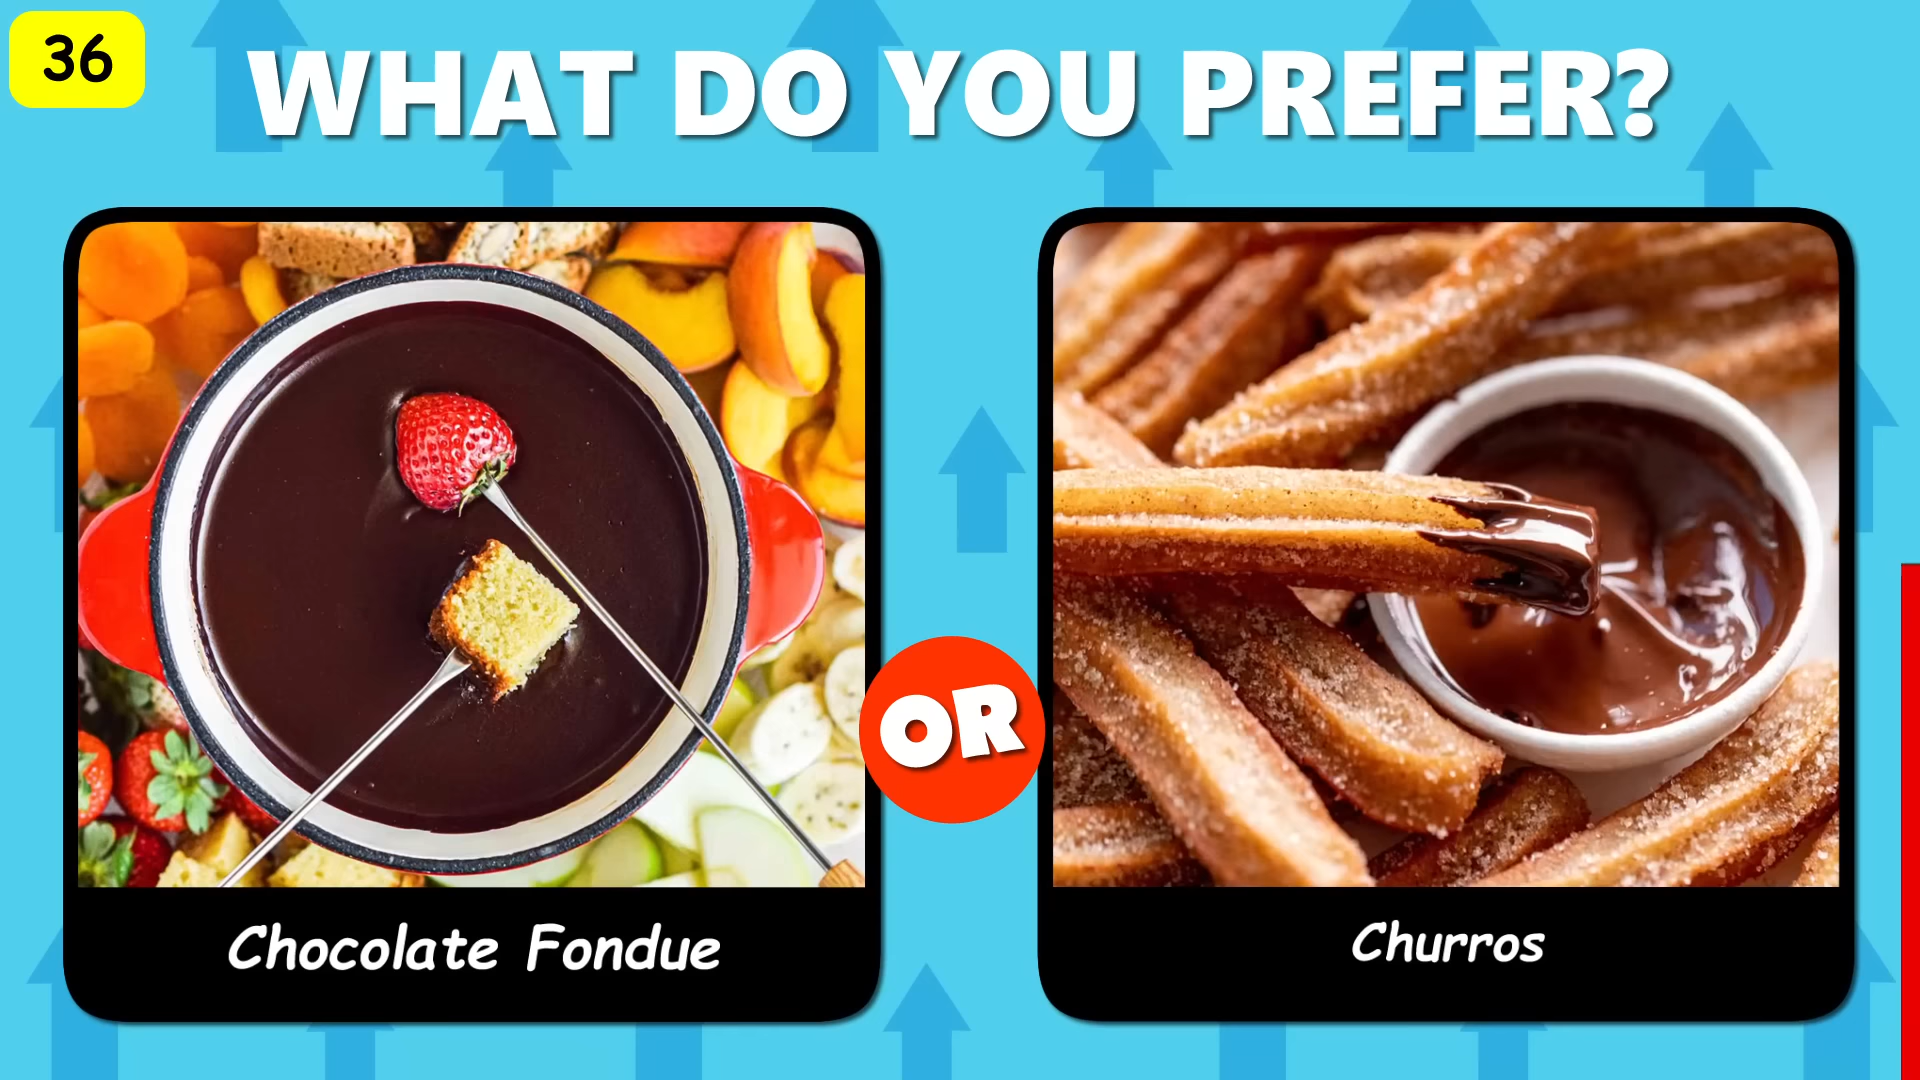 36
WHAT DO YOU PREFER?
OR
Chocolate Fondue
Churros